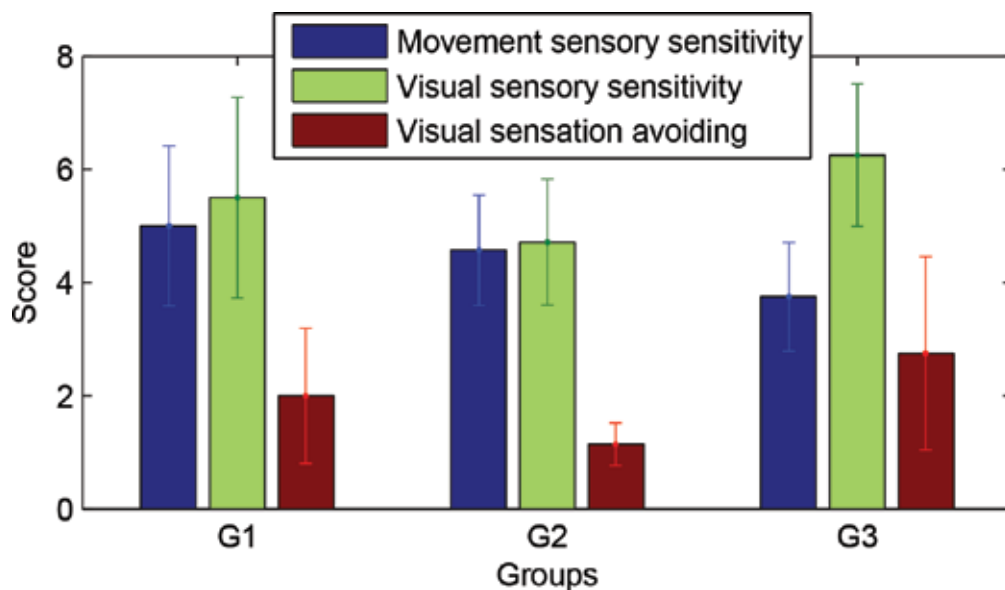 Movement sensory sensitivity
Visual sensory sensitivity
Visual sensation avoiding
8
6
4
2
0
Score
G1 G2 G3
Groups